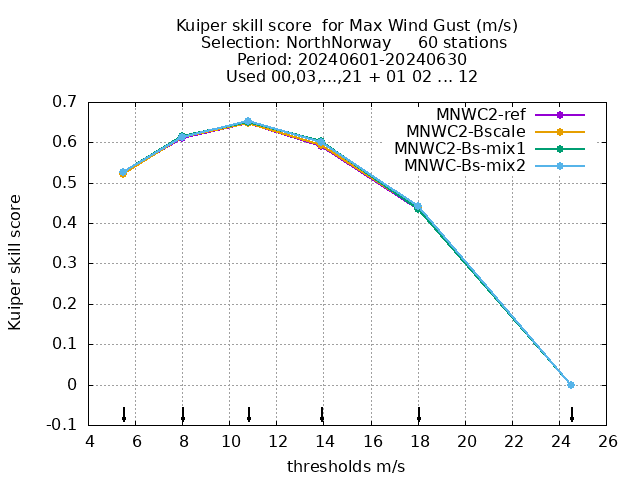 Kuiper skill score  for Max Wind Gust (m/s)
Selection: NorthNorway     60 stations
Period: 20240601-20240630
Used 00,03,...,21 + 01 02 ... 12
MNWC2-ref
MNWC2-Bscale
MNWC2-Bs-mix1
MNWC-Bs-mix2
0.7
0.6
0.5
0.4
0.3
0.2
0.1
0
-0.1
Kuiper skill score
4 6 8 10 12 14 16 18 20 22 24 26
thresholds m/s